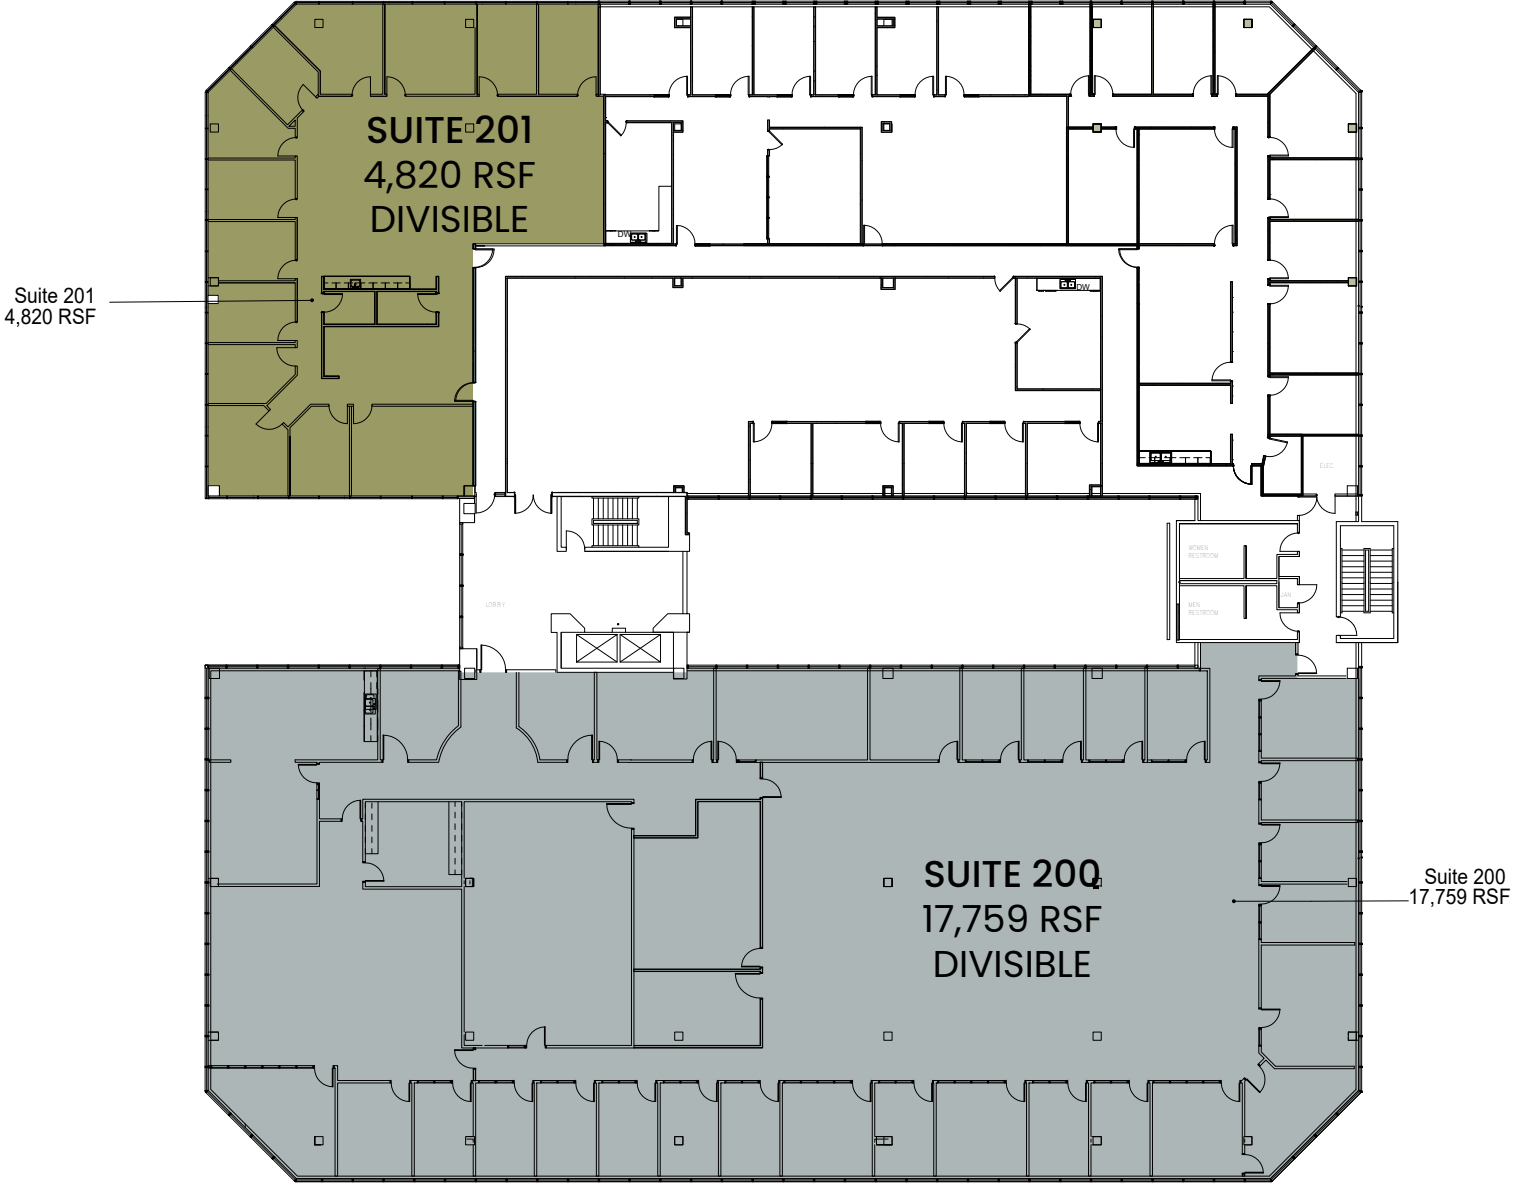 SUITE 201
4,820 RSF
DIVISIBLE
DW
Suite 201
4,820 RSF
DW
ELEC.
WOMEN
RESTROOM
LOBBY
JAN
MEN
RESTROOM
SUITE 200
17,759 RSF
DIVISIBLE
Suite 200
17,759 RSF